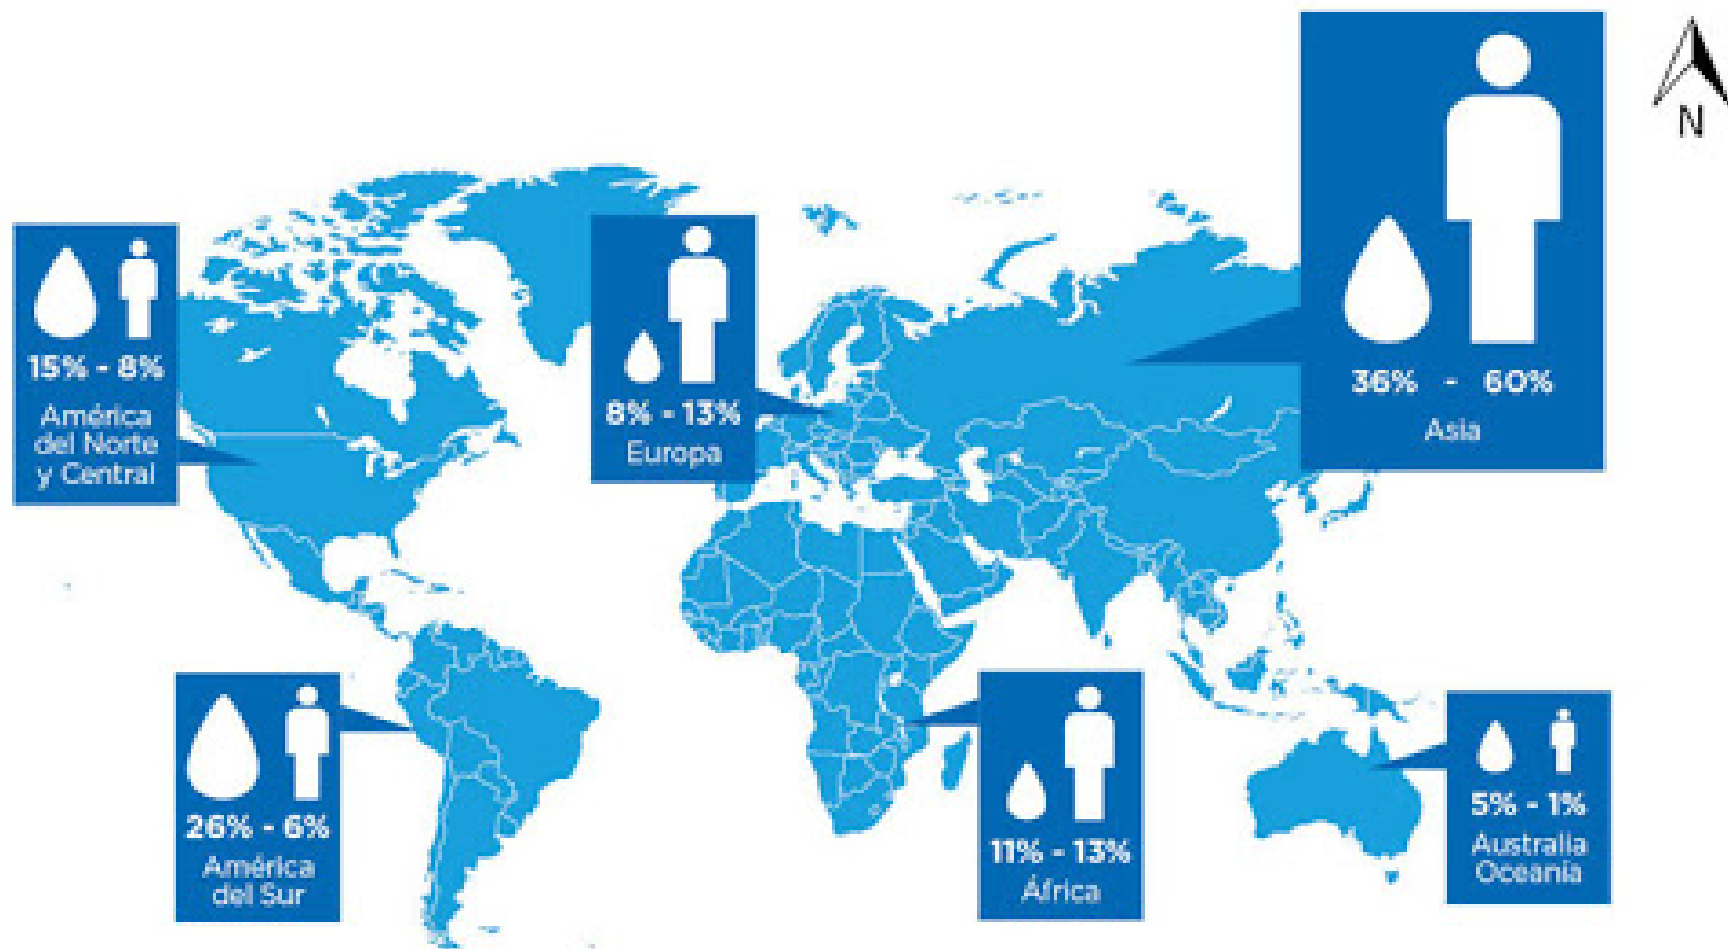 N
15% - 8%
América
del Norte
y Central
8% - 13%
Europa
36% - 60%
Asia
26% - 6%
América
del Sur
11% - 13%
África
5% - 1%
Australia
Oceanía